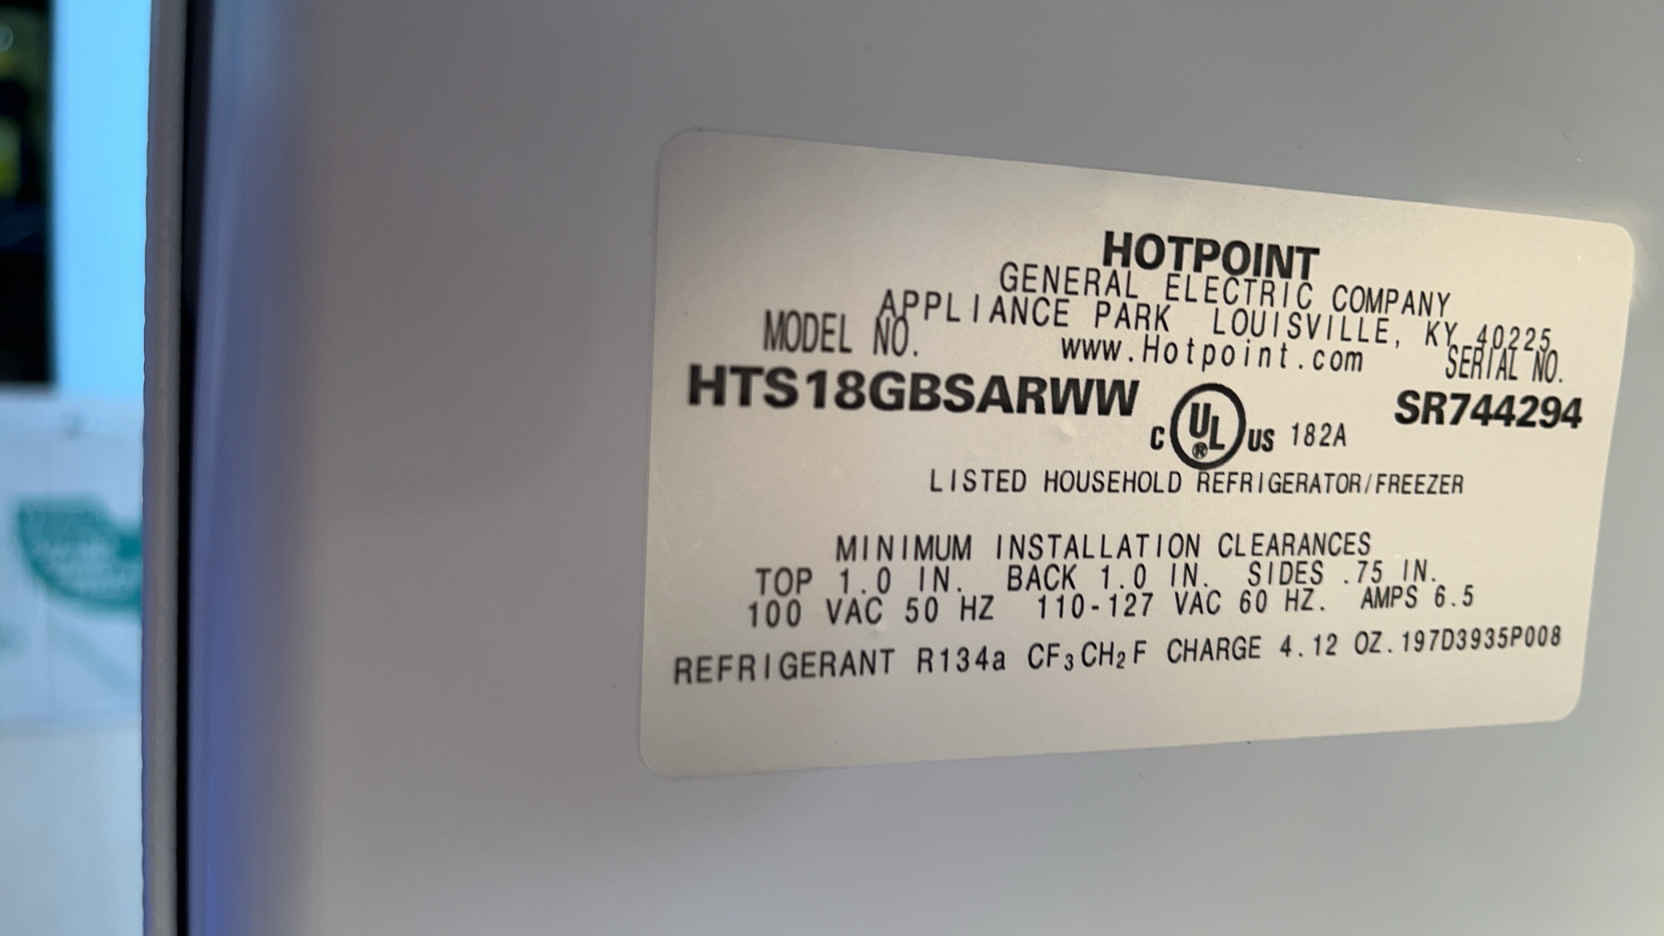 HOTPOINT
GENERAL ELECTRIC COMPANY
APPLIANCE PARK LOUISVILLE, KY 40225
MODEL NO. www.Hotpoint.com SERIAL NO.
HTS18GBSARWW SR744294
C UL® US 182A
LISTED HOUSEHOLD REFRIGERATOR/FREEZER
MINIMUM INSTALLATION CLEARANCES
TOP 1.0 IN. BACK 1.0 IN. SIDES .75 IN.
100 VAC 50 HZ 110-127 VAC 60 HZ. AMPS 6.5
REFRIGERANT R134a CF₃CH₂F CHARGE 4.12 OZ.197D3935P008